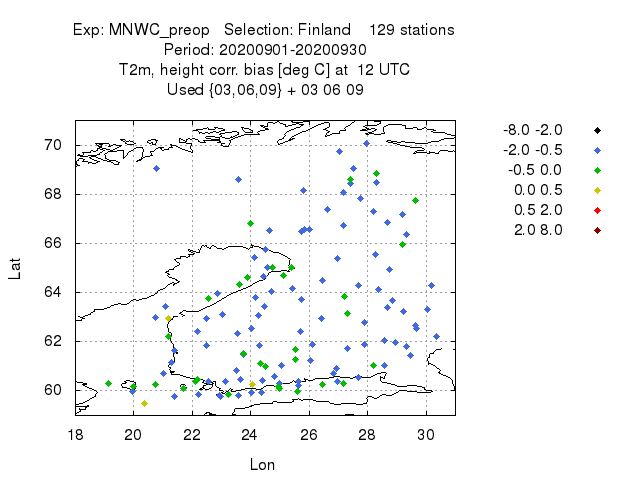 Exp: MNWC_preop   Selection: Finland    129 stations
Period: 20200901-20200930
T2m, height corr. bias [deg C] at  12 UTC
Used {03,06,09} + 03 06 09
70
68
66
64
62
60
Lat
18 20 22 24 26 28 30
Lon
-8.0 -2.0
-2.0 -0.5
-0.5 0.0
0.0 0.5
0.5 2.0
2.0 8.0